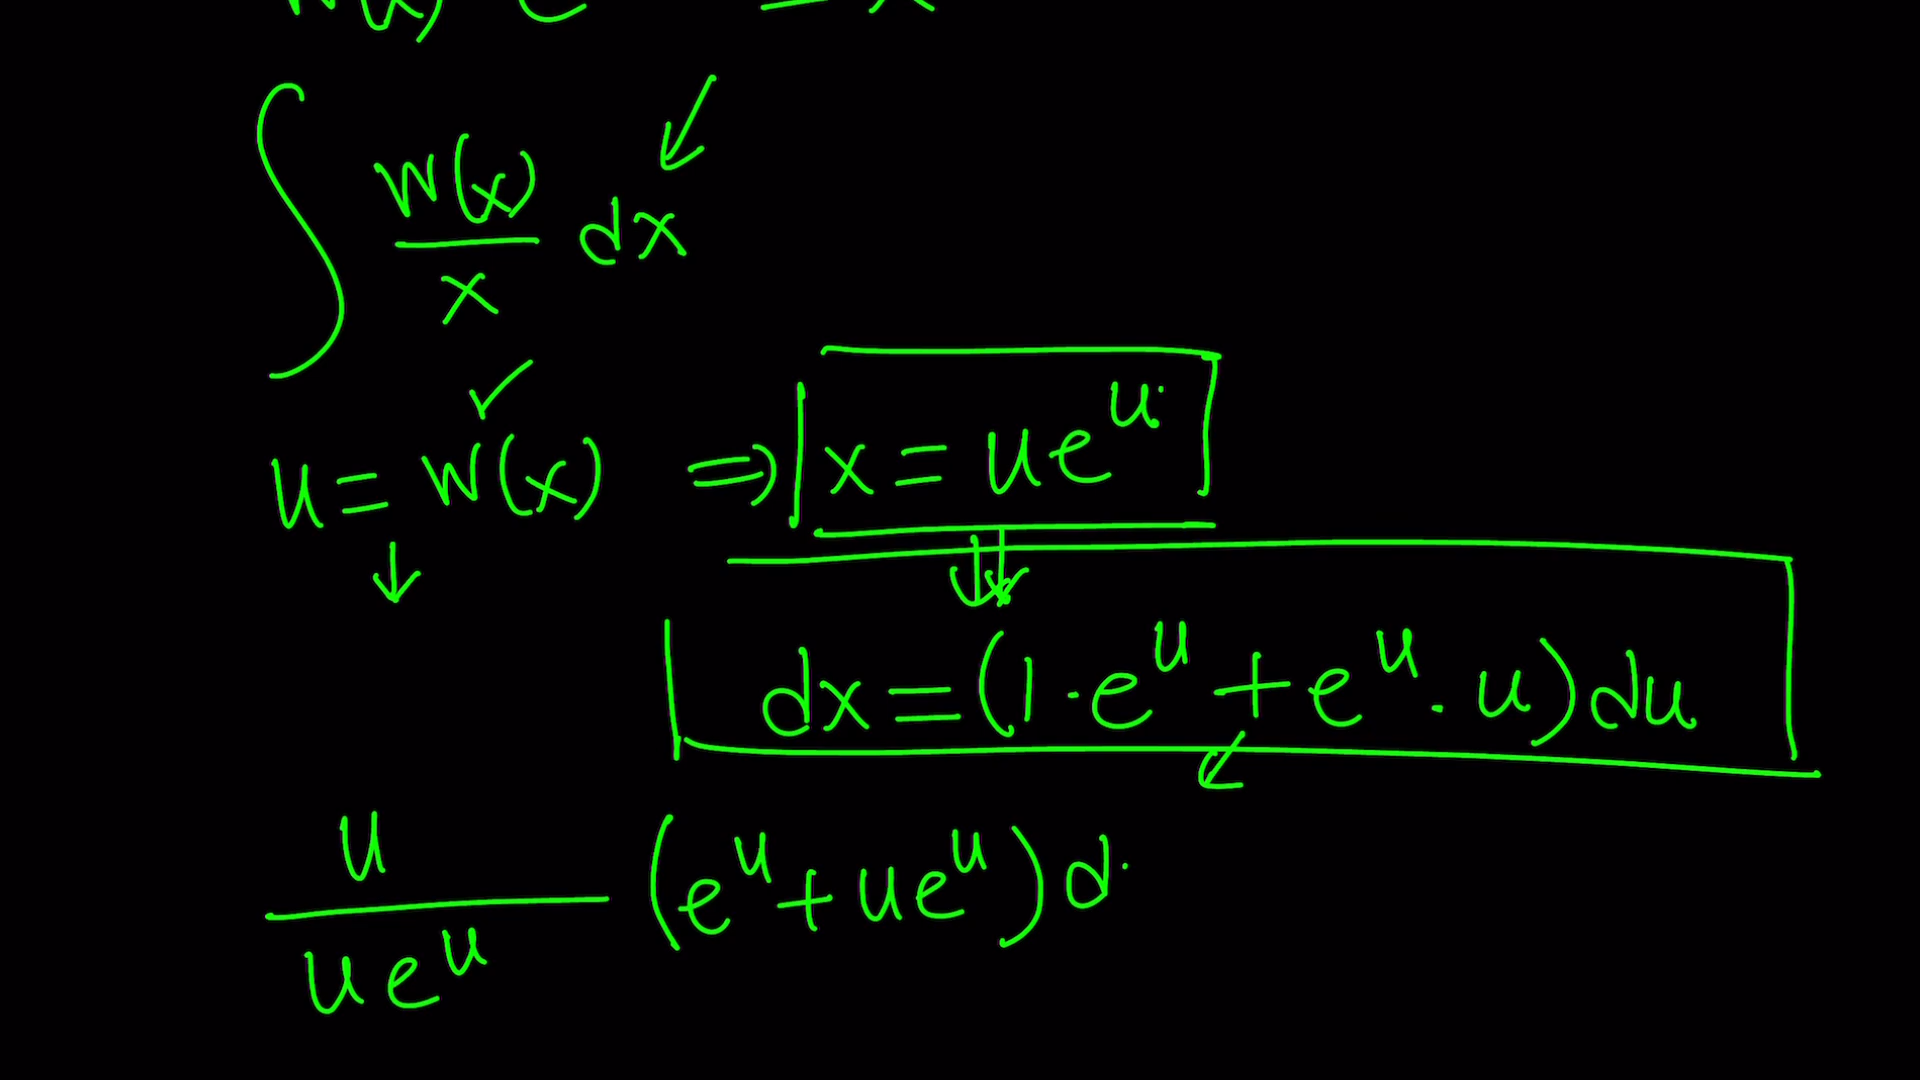 ∫ W(x)/x dx
u = W(x) ⇒ x = ue^u
dx = (1·e^u + e^u · u) du
u/(ue^u) (e^u + ue^u) d